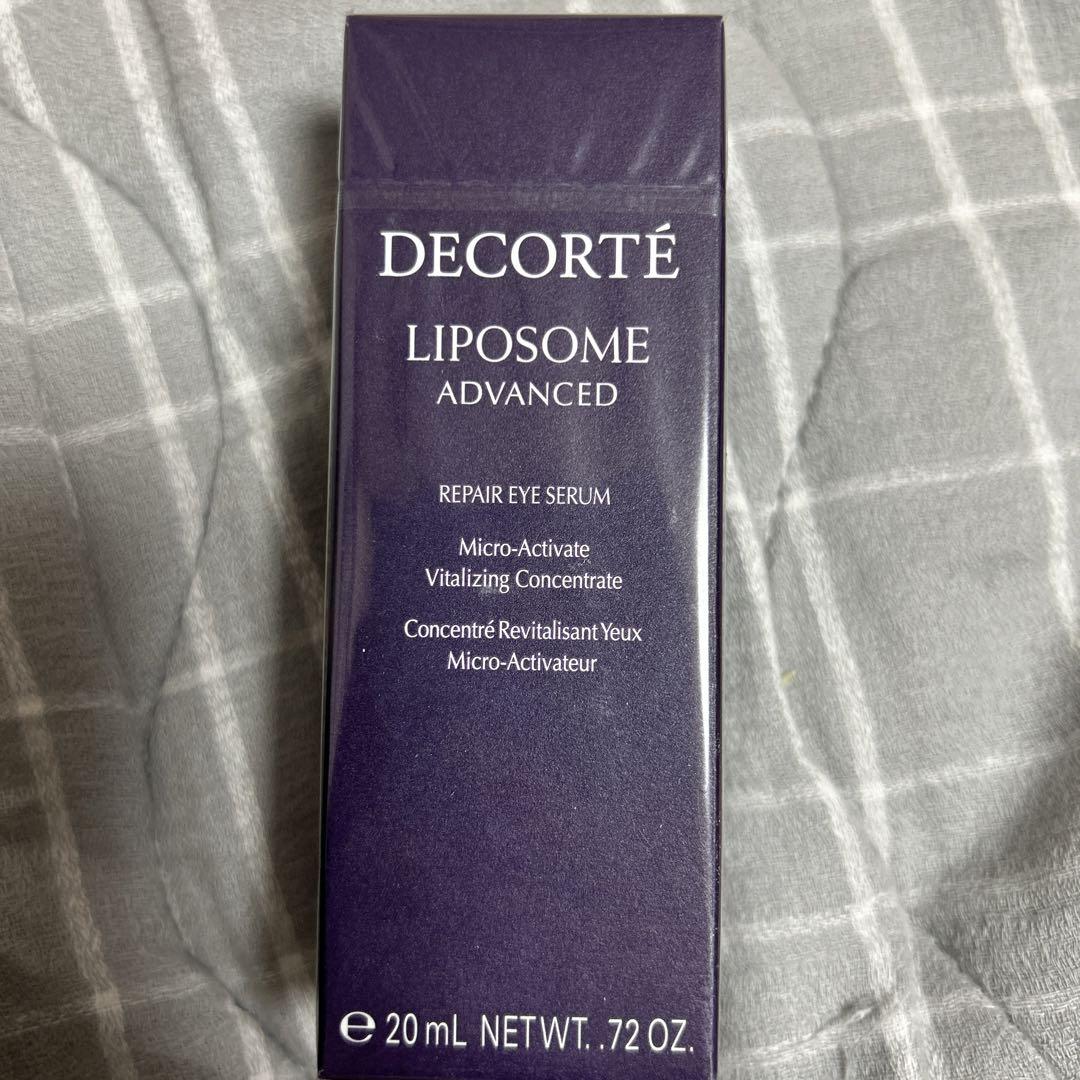 DECORTÉ
LIPOSOME
ADVANCED
REPAIR EYE SERUM
Micro-Activate
Vitalizing Concentrate
Concentré Revitalisant Yeux
Micro-Activateur
℮ 20 mL NET WT. .72 OZ.